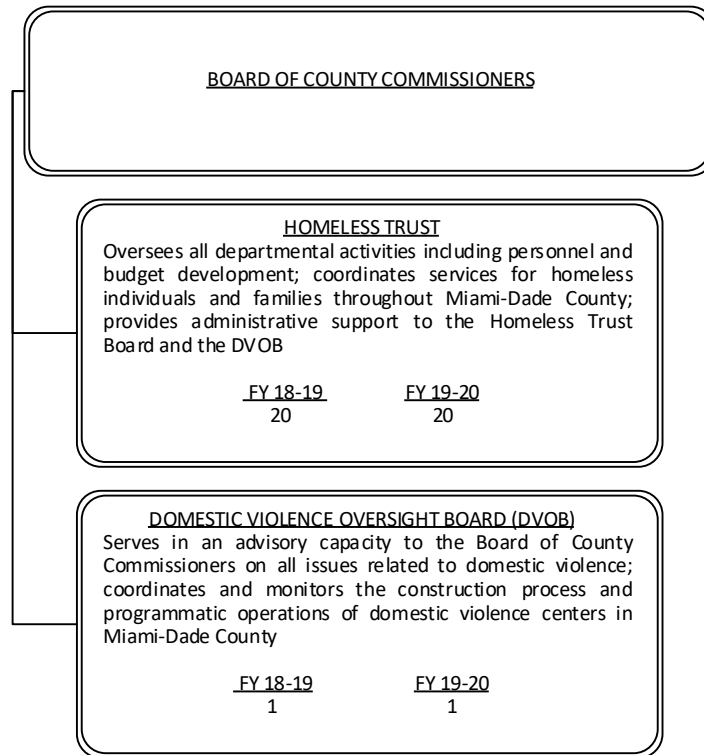 BOARD OF COUNTY COMMISSIONERS
HOMELESS TRUST
Oversees all departmental activities including personnel and
budget development; coordinates services for homeless
individuals and families throughout Miami-Dade County;
provides administrative support to the Homeless Trust
Board and the DVOB
FY 18-19 FY 19-20
20 20
DOMESTIC VIOLENCE OVERSIGHT BOARD (DVOB)
Serves in an advisory capacity to the Board of County
Commissioners on all issues related to domestic violence;
coordinates and monitors the construction process and
programmatic operations of domestic violence centers in
Miami-Dade County
FY 18-19 FY 19-20
1 1